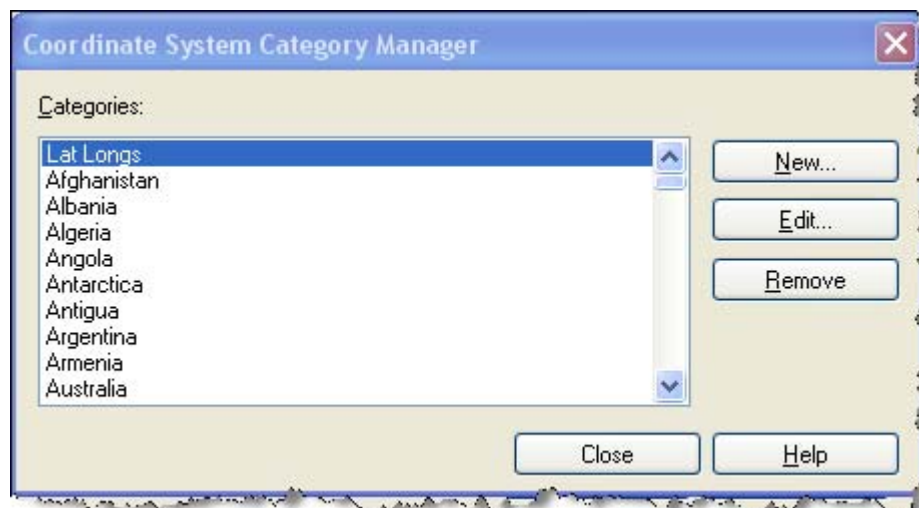 Coordinate System Category Manager
Categories:
Lat Longs
Afghanistan
Albania
Algeria
Angola
Antarctica
Antigua
Argentina
Armenia
Australia
New...
Edit...
Remove
Close
Help